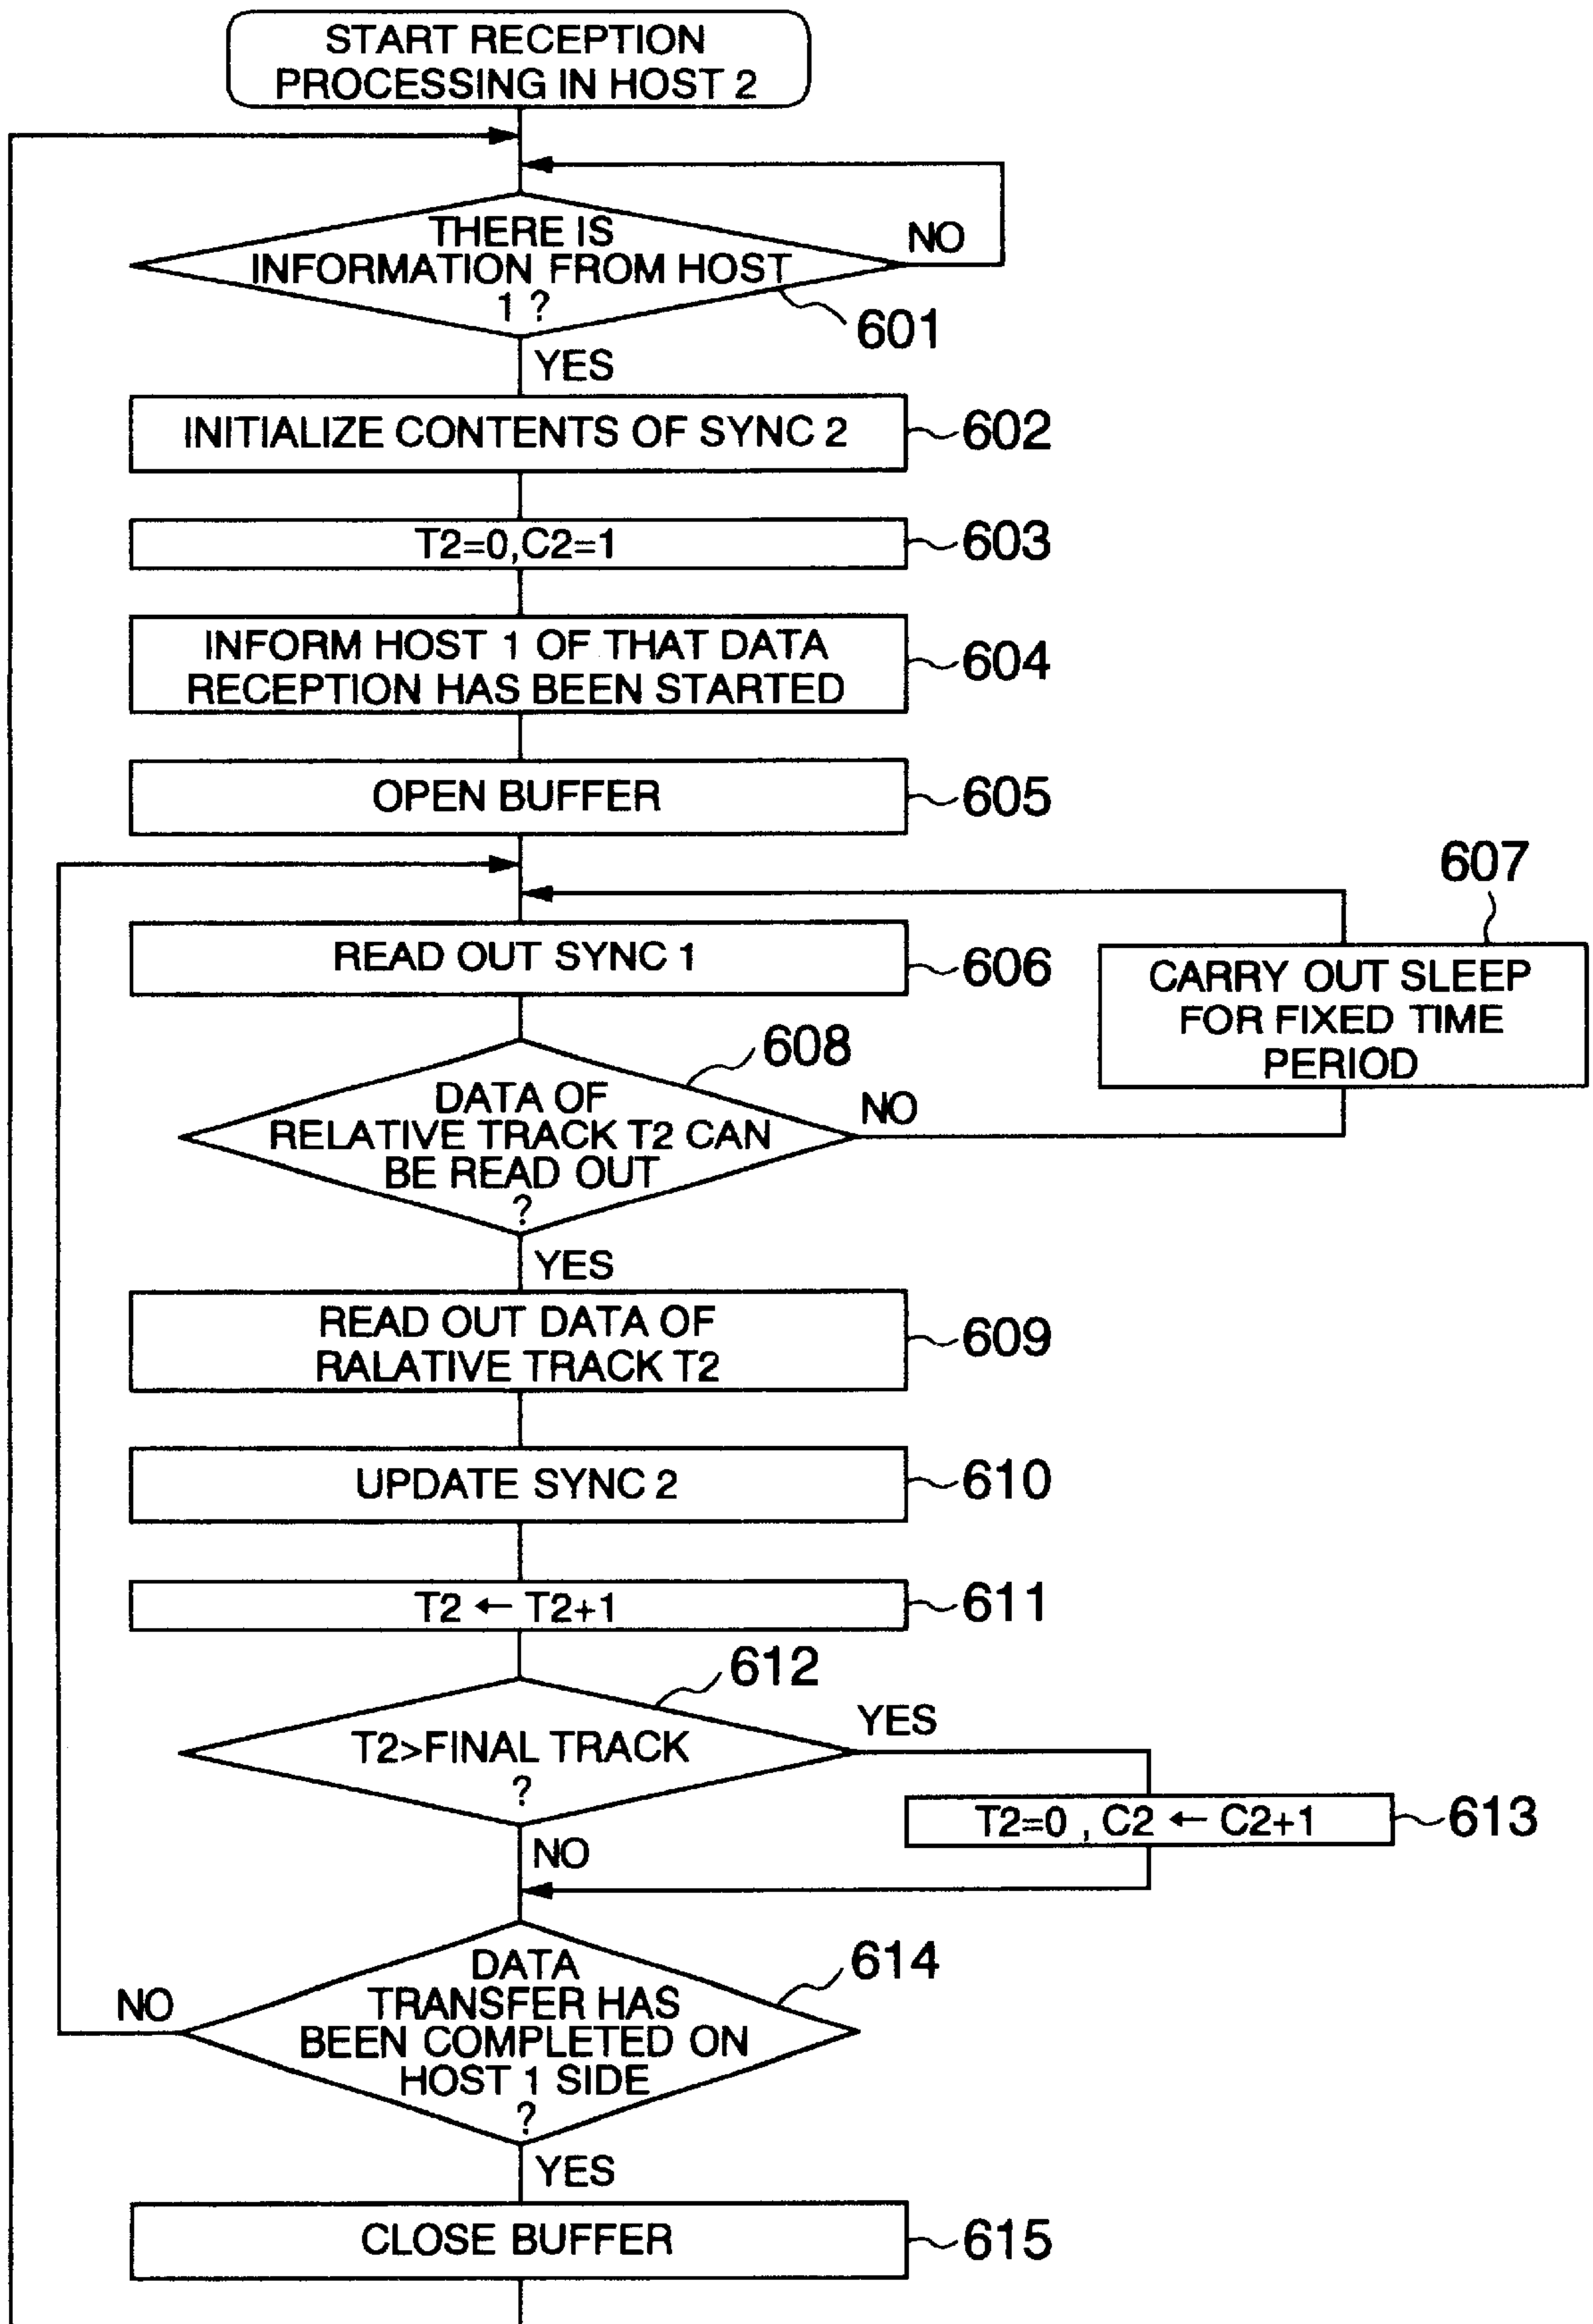 START RECEPTION
PROCESSING IN HOST 2
THERE IS
INFORMATION FROM HOST
1 ?
NO
601
YES
INITIALIZE CONTENTS OF SYNC 2
602
T2=0,C2=1
603
INFORM HOST 1 OF THAT DATA
RECEPTION HAS BEEN STARTED
604
OPEN BUFFER
605
607
READ OUT SYNC 1
606
CARRY OUT SLEEP
FOR FIXED TIME
PERIOD
608
DATA OF
RELATIVE TRACK T2 CAN
BE READ OUT
?
NO
YES
READ OUT DATA OF
RALATIVE TRACK T2
609
UPDATE SYNC 2
610
T2 ← T2+1
611
612
T2>FINAL TRACK
?
YES
T2=0 , C2 ← C2+1
613
NO
614
DATA
TRANSFER HAS
BEEN COMPLETED ON
HOST 1 SIDE
?
NO
YES
CLOSE BUFFER
615